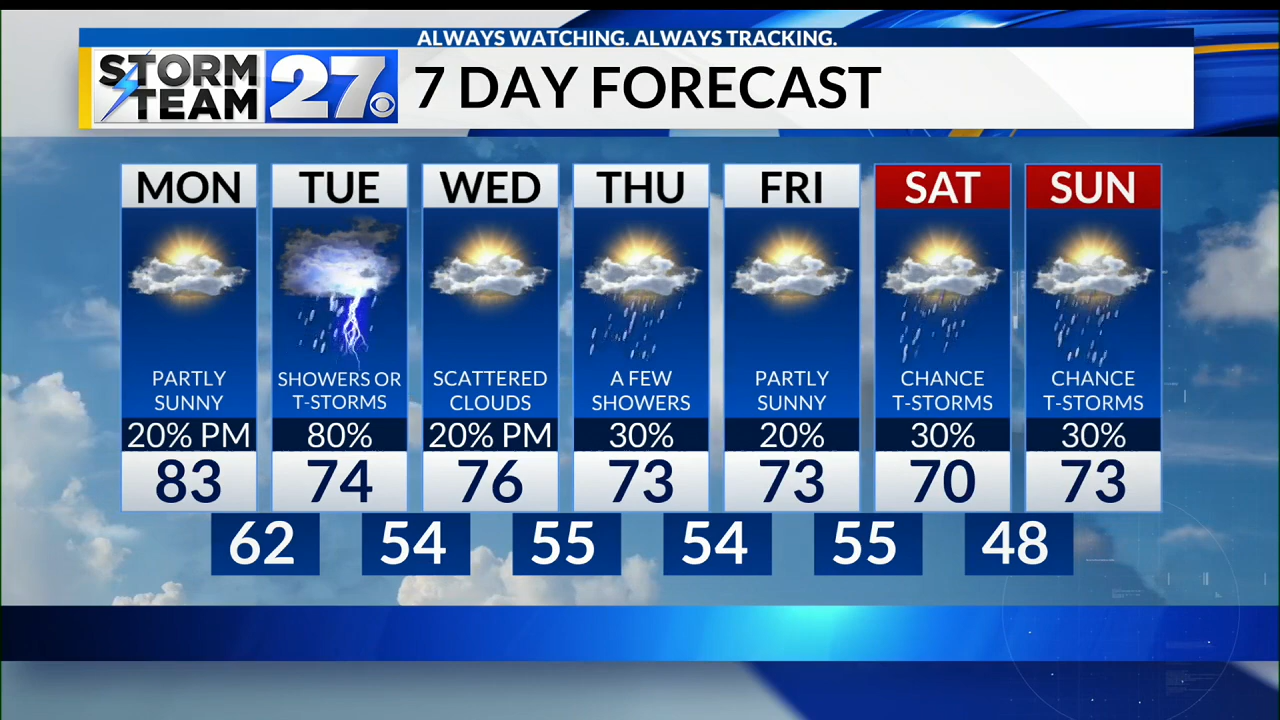 ALWAYS WATCHING. ALWAYS TRACKING.
STORM TEAM 27 7 DAY FORECAST
MON TUE WED THU FRI SAT SUN
PARTLY SHOWERS OR SCATTERED A FEW PARTLY CHANCE CHANCE
SUNNY T-STORMS CLOUDS SHOWERS SUNNY T-STORMS T-STORMS
20% PM 80% 20% PM 30% 20% 30% 30%
83 74 76 73 73 70 73
62 54 55 54 55 48